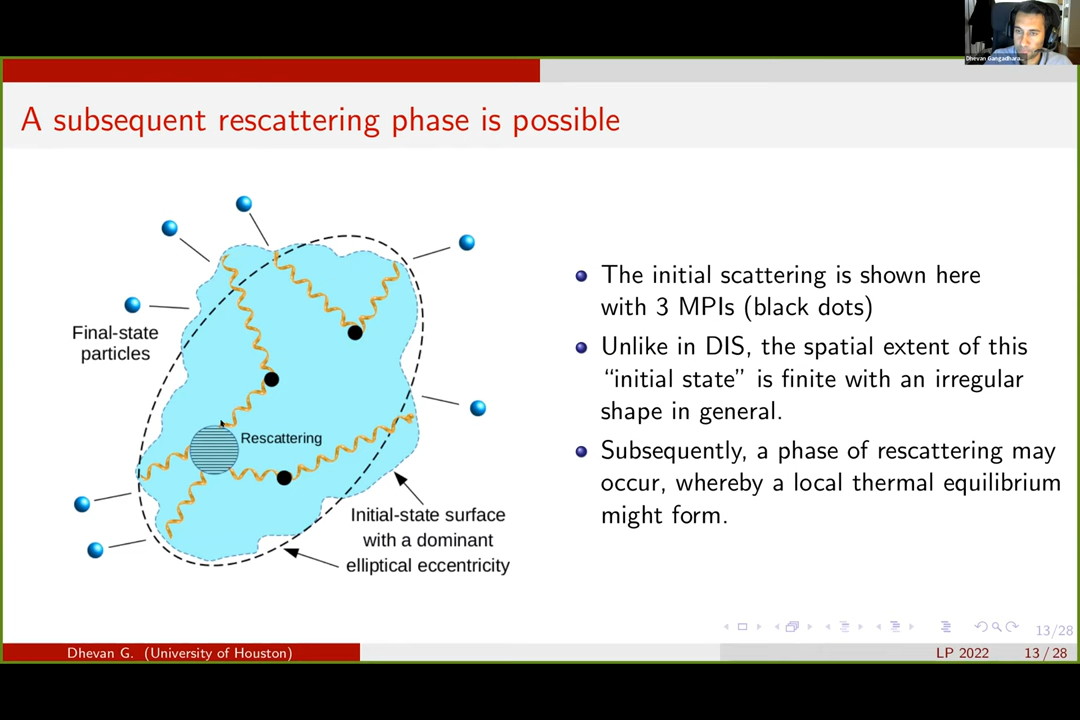 Dhevan Gangadhara...
A subsequent rescattering phase is possible
Final-state
particles
Rescattering
Initial-state surface
with a dominant
elliptical eccentricity
The initial scattering is shown here
with 3 MPIs (black dots)
Unlike in DIS, the spatial extent of this
“initial state” is finite with an irregular
shape in general.
Subsequently, a phase of rescattering may
occur, whereby a local thermal equilibrium
might form.
13/28
Dhevan G. (University of Houston)
LP 2022
13 / 28